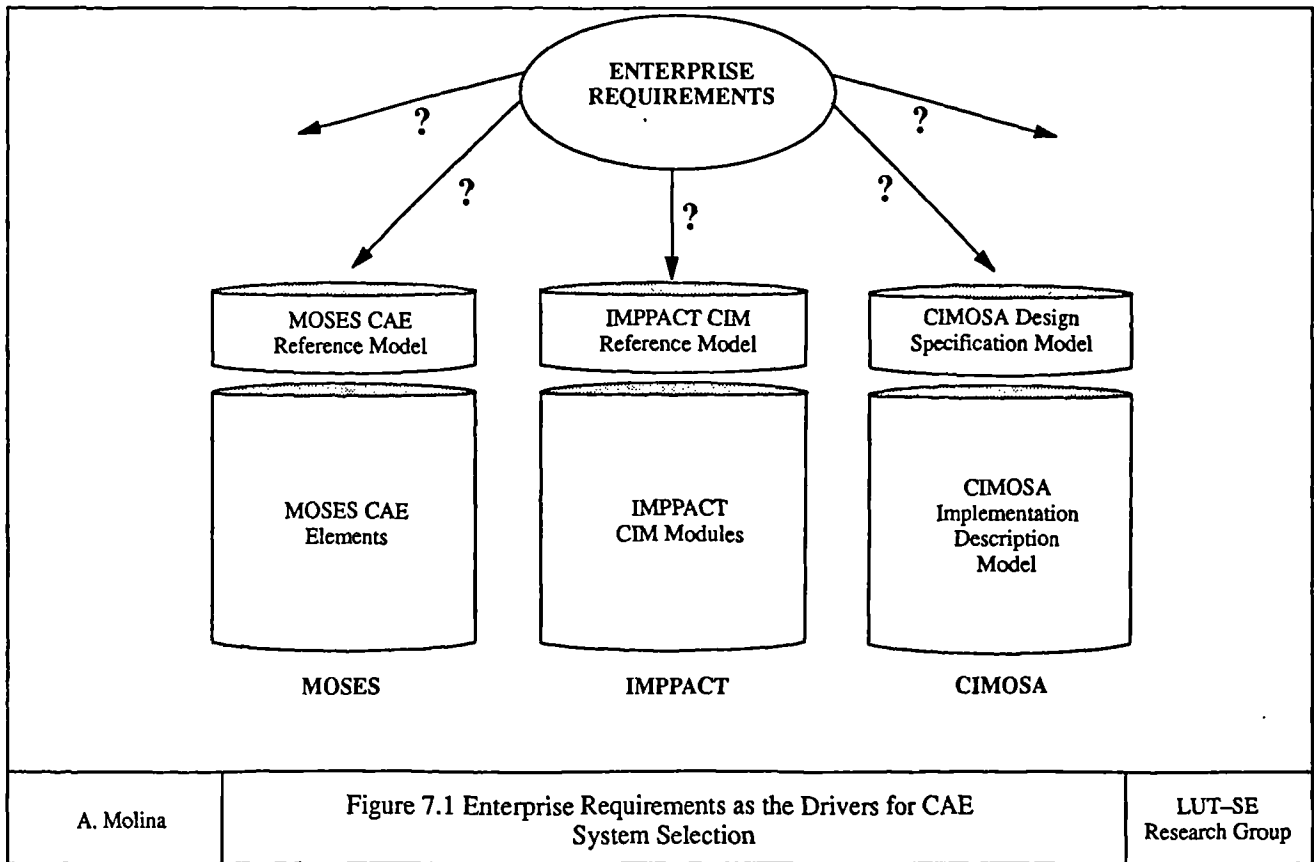 ENTERPRISE
REQUIREMENTS
?
?
?
?
?
MOSES CAE
Reference Model
IMPPACT CIM
Reference Model
CIMOSA Design
Specification Model
MOSES CAE
Elements
IMPPACT
CIM Modules
CIMOSA
Implementation
Description
Model
MOSES
IMPPACT
CIMOSA
A. Molina
Figure 7.1 Enterprise Requirements as the Drivers for CAE
System Selection
LUT–SE
Research Group